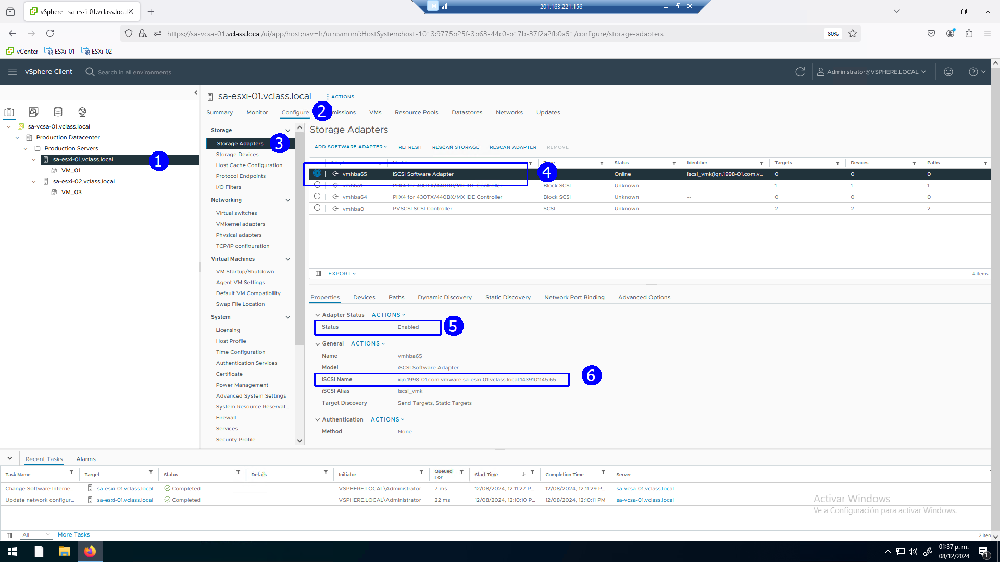 vSphere - sa-esxi-01.vclass.loca
201.163.221.156
https://sa-vcsa-01.vclass.local/ui/app/host;nav=h/urn:vmomi:HostSystem:host-1013:9775b25f-3b63-44c0-b17b-37f2a2fb0a51/configure/storage-adapters
80%
vCenter ESXi-01 ESXi-02
vSphere Client Search in all environments Administrator@VSPHERE.LOCAL
sa-vcsa-01.vclass.local
Production Datacenter
Production Servers
sa-esxi-01.vclass.local 1
VM_01
sa-esxi-02.vclass.local
VM_03
sa-esxi-01.vclass.local ACTIONS
Summary Monitor Configure 2 missions VMs Resource Pools Datastores Networks Updates
Storage
Storage Adapters 3
Storage Devices
Host Cache Configuration
Protocol Endpoints
I/O Filters
Networking
Virtual switches
VMkernel adapters
Physical adapters
TCP/IP configuration
Virtual Machines
VM Startup/Shutdown
Agent VM Settings
Default VM Compatibility
Swap File Location
System
Licensing
Host Profile
Time Configuration
Authentication Services
Certificate
Power Management
Advanced System Settings
System Resource Reservat...
Firewall
Services
Security Profile
Storage Adapters
ADD SOFTWARE ADAPTER REFRESH RESCAN STORAGE RESCAN ADAPTER REMOVE
Adapter Model Type Status Identifier Targets Devices Paths
vmhba65 iSCSI Software Adapter 4 Online iscsi_vmk(iqn.1998-01.com.v... 0 0 0
vmhba1 PIIX4 for 430TX/440BX/MX IDE Controller Block SCSI Unknown -- 1 1 1
vmhba64 PIIX4 for 430TX/440BX/MX IDE Controller Block SCSI Unknown -- 0 0 0
vmhba0 PVSCSI SCSI Controller SCSI Unknown -- 2 2 2
EXPORT 4 items
Properties Devices Paths Dynamic Discovery Static Discovery Network Port Binding Advanced Options
Adapter Status ACTIONS
Status Enabled 5
General ACTIONS
Name vmhba65
Model iSCSI Software Adapter
iSCSI Name iqn.1998-01.com.vmware:sa-esxi-01.vclass.local:1439101145:65 6
iSCSI Alias iscsi_vmk
Target Discovery Send Targets, Static Targets
Authentication ACTIONS
Method None
Recent Tasks Alarms
Task Name Target Status Details Initiator Queued For Start Time Completion Time Server
Change Software Interne... sa-esxi-01.vclass.local Completed VSPHERE.LOCAL\Administrator 7 ms 12/08/2024, 12:11:27 P... 12/08/2024, 12:11:29 P... sa-vcsa-01.vclass.local
Update network configur... sa-esxi-01.vclass.local Completed VSPHERE.LOCAL\Administrator 22 ms 12/08/2024, 12:10:10 P... 12/08/2024, 12:10:11 PM sa-vcsa-01.vclass.local
Activar Windows
Ve a Configuración para activar Windows.
All More Tasks 2 item
01:37 p. m.
08/12/2024
1